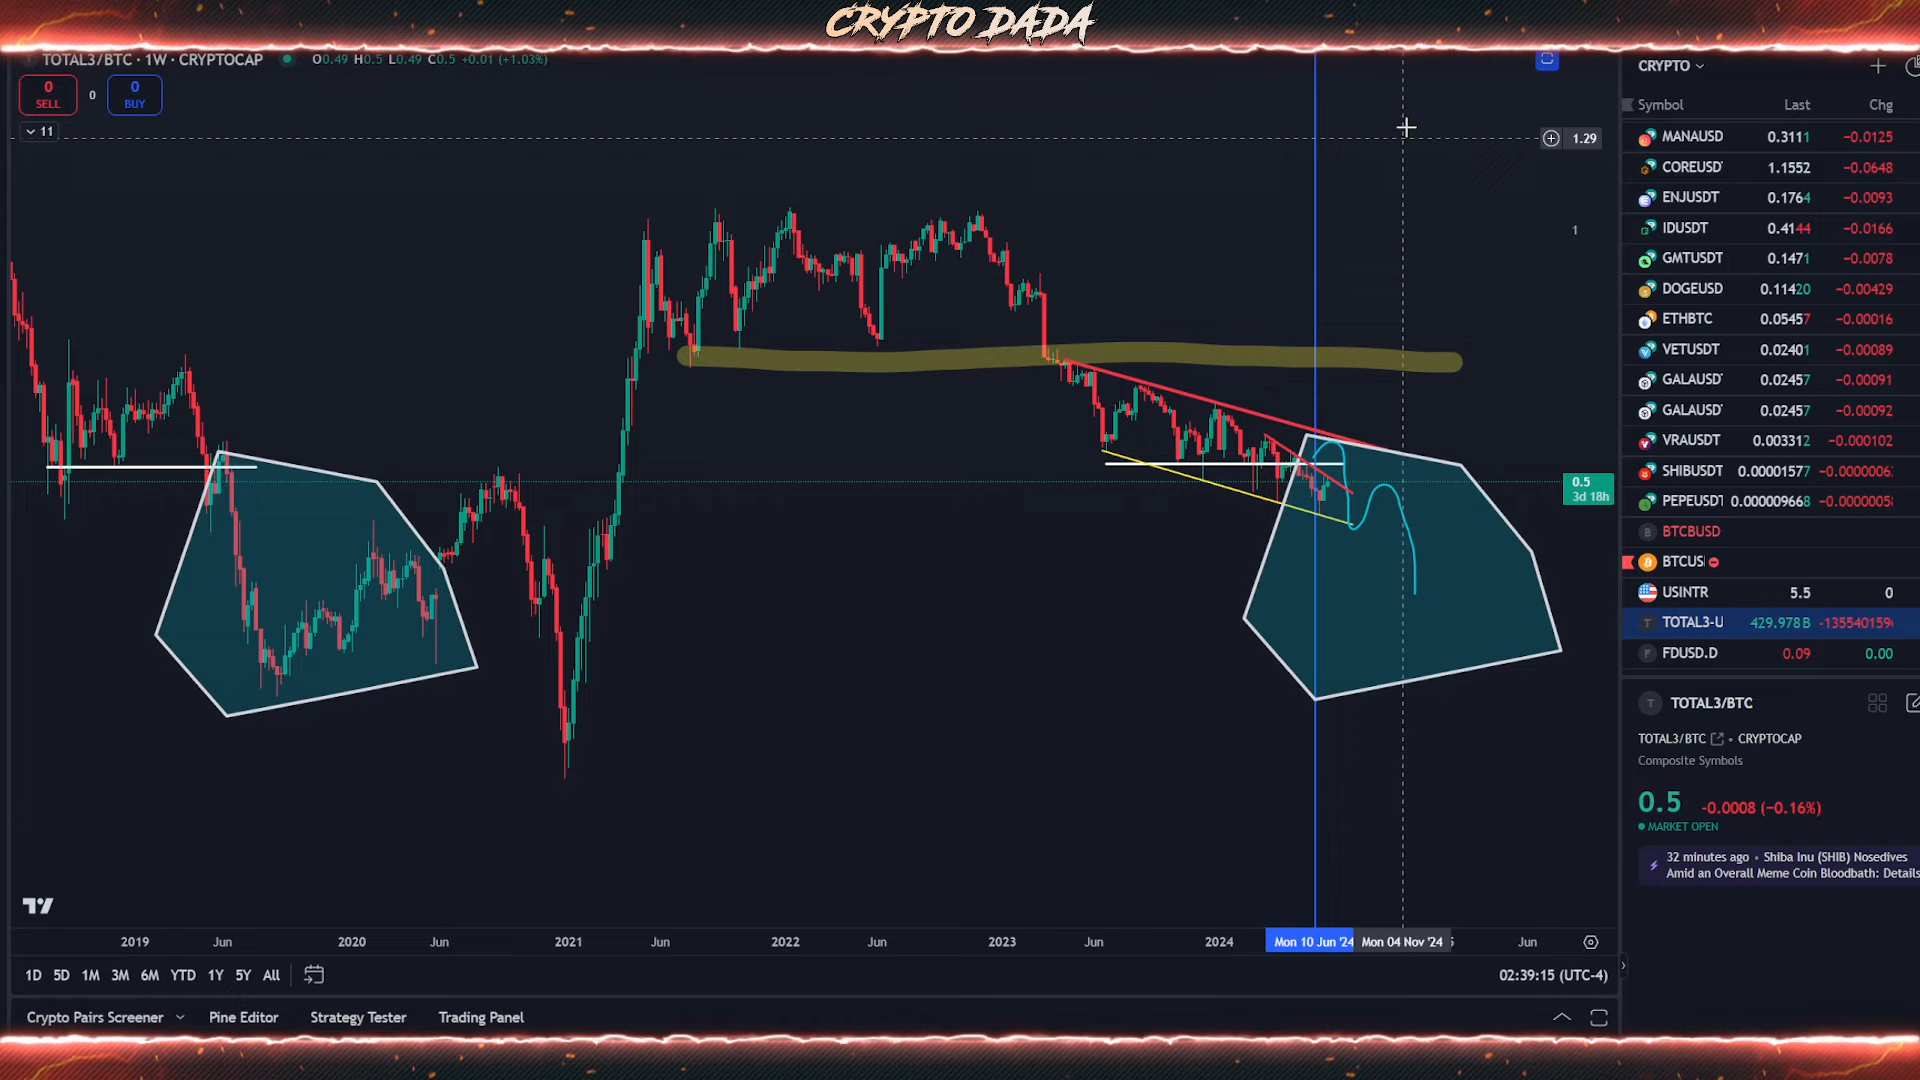 CRYPTO DADA
TOTAL3/BTC · 1W · CRYPTOCAP O0.49 H0.5 L0.49 C0.5 +0.01 (+1.03%)
0 SELL 0 0 BUY
11
1.29
1
0.5
3d 18h
2019 Jun 2020 Jun 2021 Jun 2022 Jun 2023 Jun 2024 Mon 10 Jun '24 Mon 04 Nov '24 Jun
1D 5D 1M 3M 6M YTD 1Y 5Y All 02:39:15 (UTC-4)
Crypto Pairs Screener Pine Editor Strategy Tester Trading Panel
CRYPTO
Symbol Last Chg
MANAUSD 0.3111 −0.0125
COREUSD 1.1552 −0.0648
ENJUSDT 0.1764 −0.0093
IDUSDT 0.4144 −0.0166
GMTUSDT 0.1471 −0.0078
DOGEUSD 0.11420 −0.00429
ETHBTC 0.05457 −0.00016
VETUSDT 0.02401 −0.00089
GALAUSD 0.02457 −0.00091
GALAUSD 0.02457 −0.00092
VRAUSDT 0.003312 −0.000102
SHIBUSDT 0.00001577 −0.0000006
PEPEUSDT 0.000009668 −0.0000005
BTCBUSD
BTCUS
USINTR 5.5 0
TOTAL3-U 429.978B -135540159
FDUSD.D 0.09 0.00
TOTAL3/BTC
TOTAL3/BTC • CRYPTOCAP
Composite Symbols
0.5 -0.0008 (−0.16%)
MARKET OPEN
32 minutes ago • Shiba Inu (SHIB) Nosedives
Amid an Overall Meme Coin Bloodbath: Details